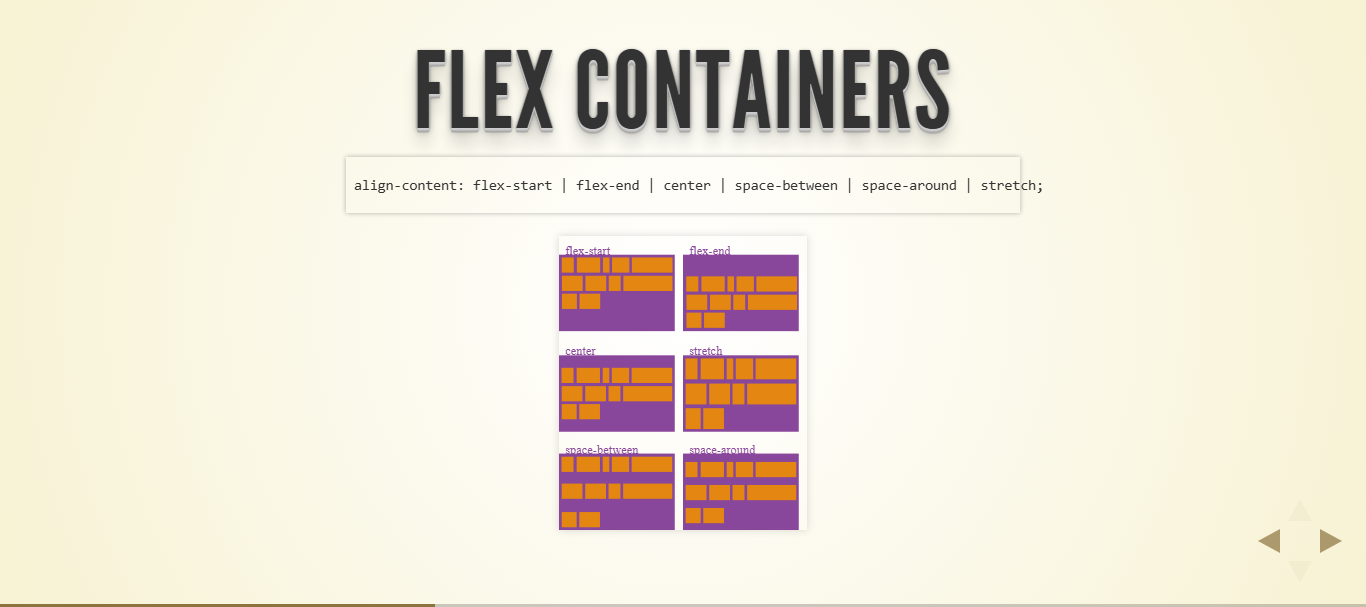 FLEX CONTAINERS
align-content: flex-start | flex-end | center | space-between | space-around | stretch;
flex-start flex-end
center stretch
space-between space-around